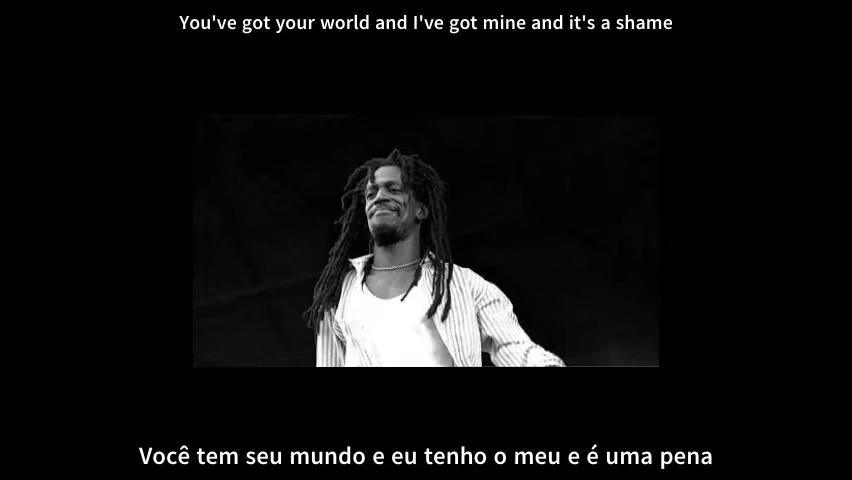 You've got your world and I've got mine and it's a shame
Você tem seu mundo e eu tenho o meu e é uma pena